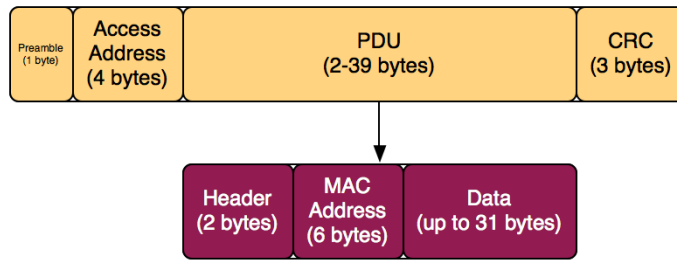 Preamble
(1 byte)
Access
Address
(4 bytes)
PDU
(2-39 bytes)
CRC
(3 bytes)
Header
(2 bytes)
MAC
Address
(6 bytes)
Data
(up to 31 bytes)